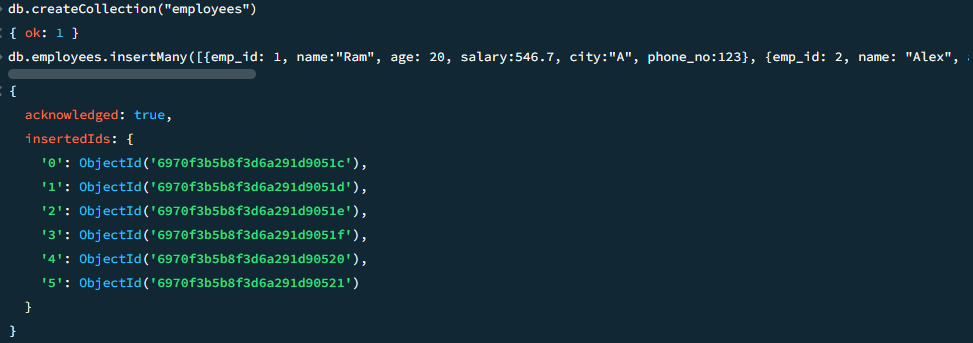 db.createCollection("employees")
{ ok: 1 }
db.employees.insertMany([{emp_id: 1, name:"Ram", age: 20, salary:546.7, city:"A", phone_no:123}, {emp_id: 2, name: "Alex",
{
  acknowledged: true,
  insertedIds: {
    '0': ObjectId('6970f3b5b8f3d6a291d9051c'),
    '1': ObjectId('6970f3b5b8f3d6a291d9051d'),
    '2': ObjectId('6970f3b5b8f3d6a291d9051e'),
    '3': ObjectId('6970f3b5b8f3d6a291d9051f'),
    '4': ObjectId('6970f3b5b8f3d6a291d90520'),
    '5': ObjectId('6970f3b5b8f3d6a291d90521')
  }
}